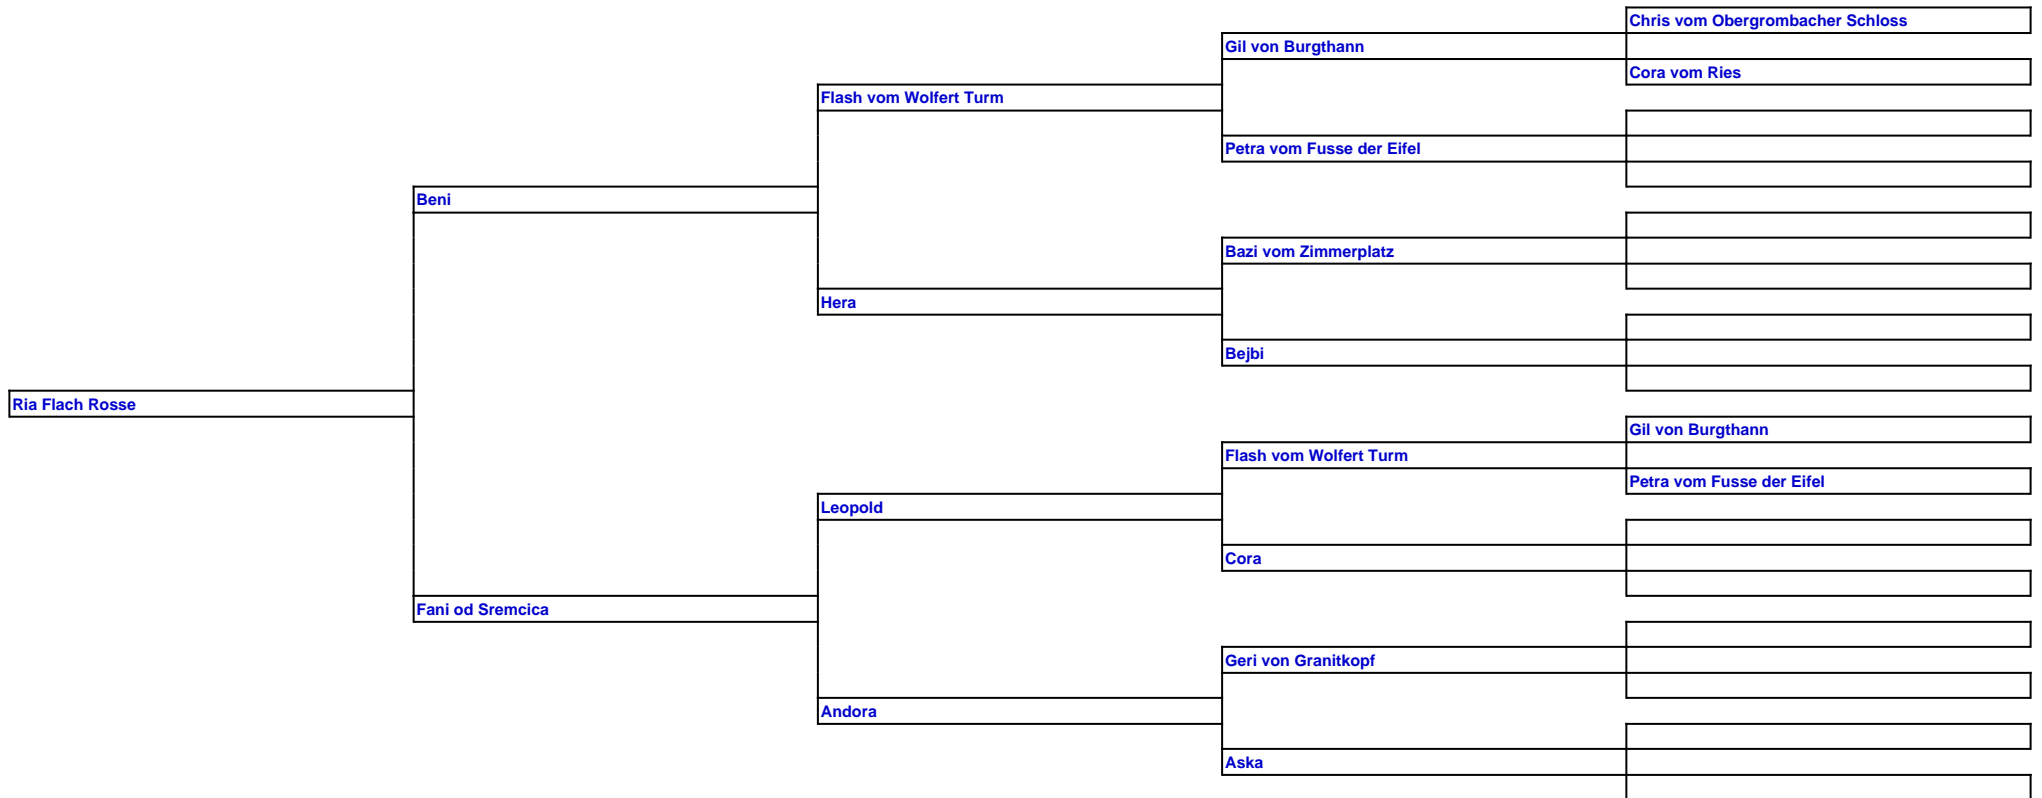 Chris vom Obergrombacher Schloss
Gil von Burgthann
Cora vom Ries
Flash vom Wolfert Turm
Petra vom Fusse der Eifel
Beni
Bazi vom Zimmerplatz
Hera
Bejbi
Ria Flach Rosse
Gil von Burgthann
Flash vom Wolfert Turm
Petra vom Fusse der Eifel
Leopold
Cora
Fani od Sremcica
Geri von Granitkopf
Andora
Aska